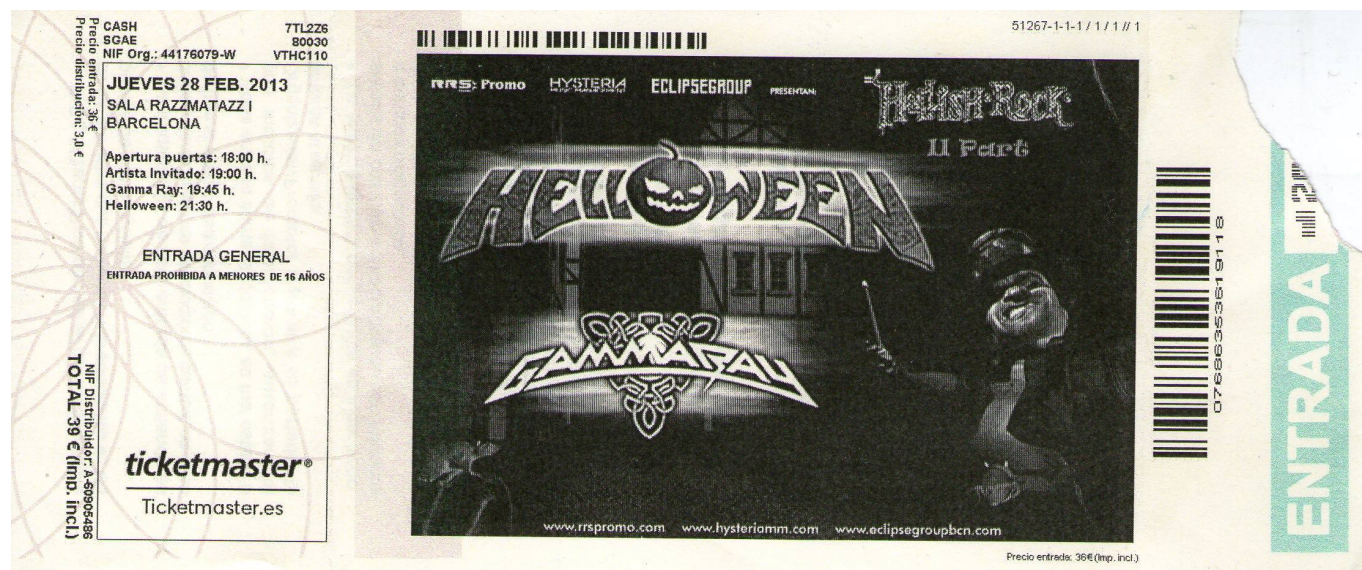 CASH 7TL2Z6
SGAE 80030
NIF Org.: 44176079-W VTHC110
Precio entrada: 36 €
Precio distribución: 3,0 €
JUEVES 28 FEB. 2013
SALA RAZZMATAZZ I
BARCELONA
Apertura puertas: 18:00 h.
Artista Invitado: 19:00 h.
Gamma Ray: 19:45 h.
Helloween: 21:30 h.
ENTRADA GENERAL
ENTRADA PROHIBIDA A MENORES DE 16 AÑOS
NIF Distribuidor: A-60905486
TOTAL 39 € (Imp. incl.)
ticketmaster®
Ticketmaster.es
51267-1-1-1 / 1 / 1 // 1
RRS: Promo HYSTERIA ECLIPSEGROUP PRESENTAN:
Hellish Rock
II Part
HELLOWEEN
GAMMARAY
www.rrspromo.com www.hysteriamm.com www.eclipsegroupbcn.com
Precio entrada: 36€ (Imp. incl.)
07686353619118
ENTRADA